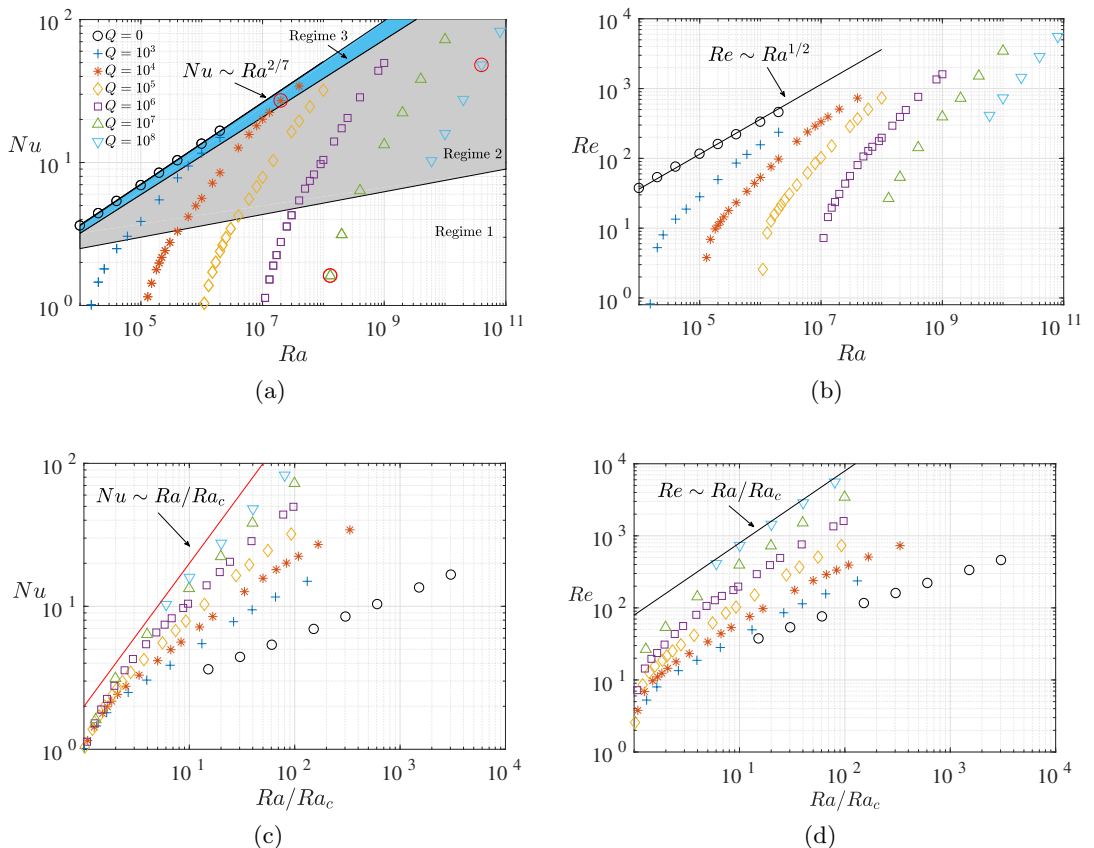 10^2
Nu
10^1
10^0
Q = 0
Q = 10^3
Q = 10^4
Q = 10^5
Q = 10^6
Q = 10^7
Q = 10^8
Nu ∼ Ra^{2/7}
Regime 3
Regime 2
Regime 1
10^5 10^7 10^9 10^11
Ra
(a)
10^4
10^3
Re 10^2
10^1
10^0
Re ∼ Ra^{1/2}
10^5 10^7 10^9 10^11
Ra
(b)
10^2
Nu ∼ Ra/Ra_c
Nu
10^1
10^0
10^1 10^2 10^3 10^4
Ra/Ra_c
(c)
10^4
Re ∼ Ra/Ra_c
10^3
Re 10^2
10^1
10^0
10^1 10^2 10^3 10^4
Ra/Ra_c
(d)